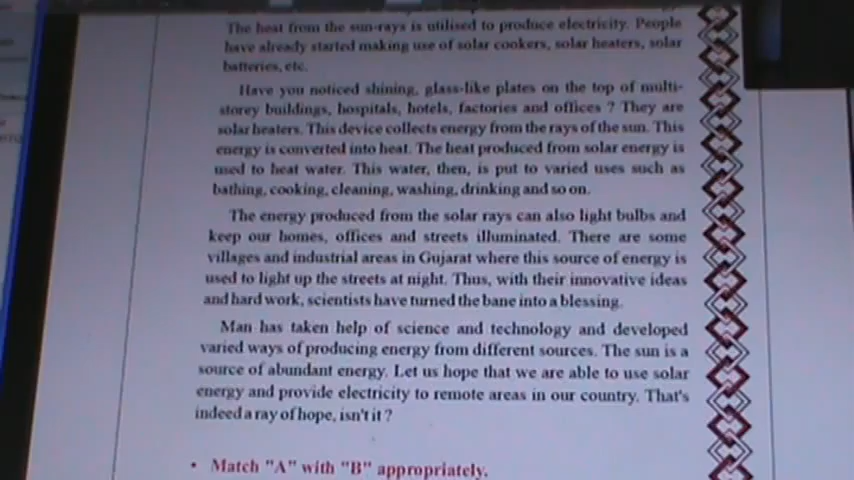 The heat from the sun-rays is utilised to produce electricity. People
have already started making use of solar cookers, solar heaters, solar
batteries, etc.
Have you noticed shining, glass-like plates on the top of multi-
storey buildings, hospitals, hotels, factories and offices ? They are
solar heaters. This device collects energy from the rays of the sun. This
energy is converted into heat. The heat produced from solar energy is
used to heat water. This water, then, is put to varied uses such as
bathing, cooking, cleaning, washing, drinking and so on.
The energy produced from the solar rays can also light bulbs and
keep our homes, offices and streets illuminated. There are some
villages and industrial areas in Gujarat where this source of energy is
used to light up the streets at night. Thus, with their innovative ideas
and hard work, scientists have turned the bane into a blessing.
Man has taken help of science and technology and developed
varied ways of producing energy from different sources. The sun is a
source of abundant energy. Let us hope that we are able to use solar
energy and provide electricity to remote areas in our country. That's
indeed a ray of hope, isn't it ?
• Match "A" with "B" appropriately.